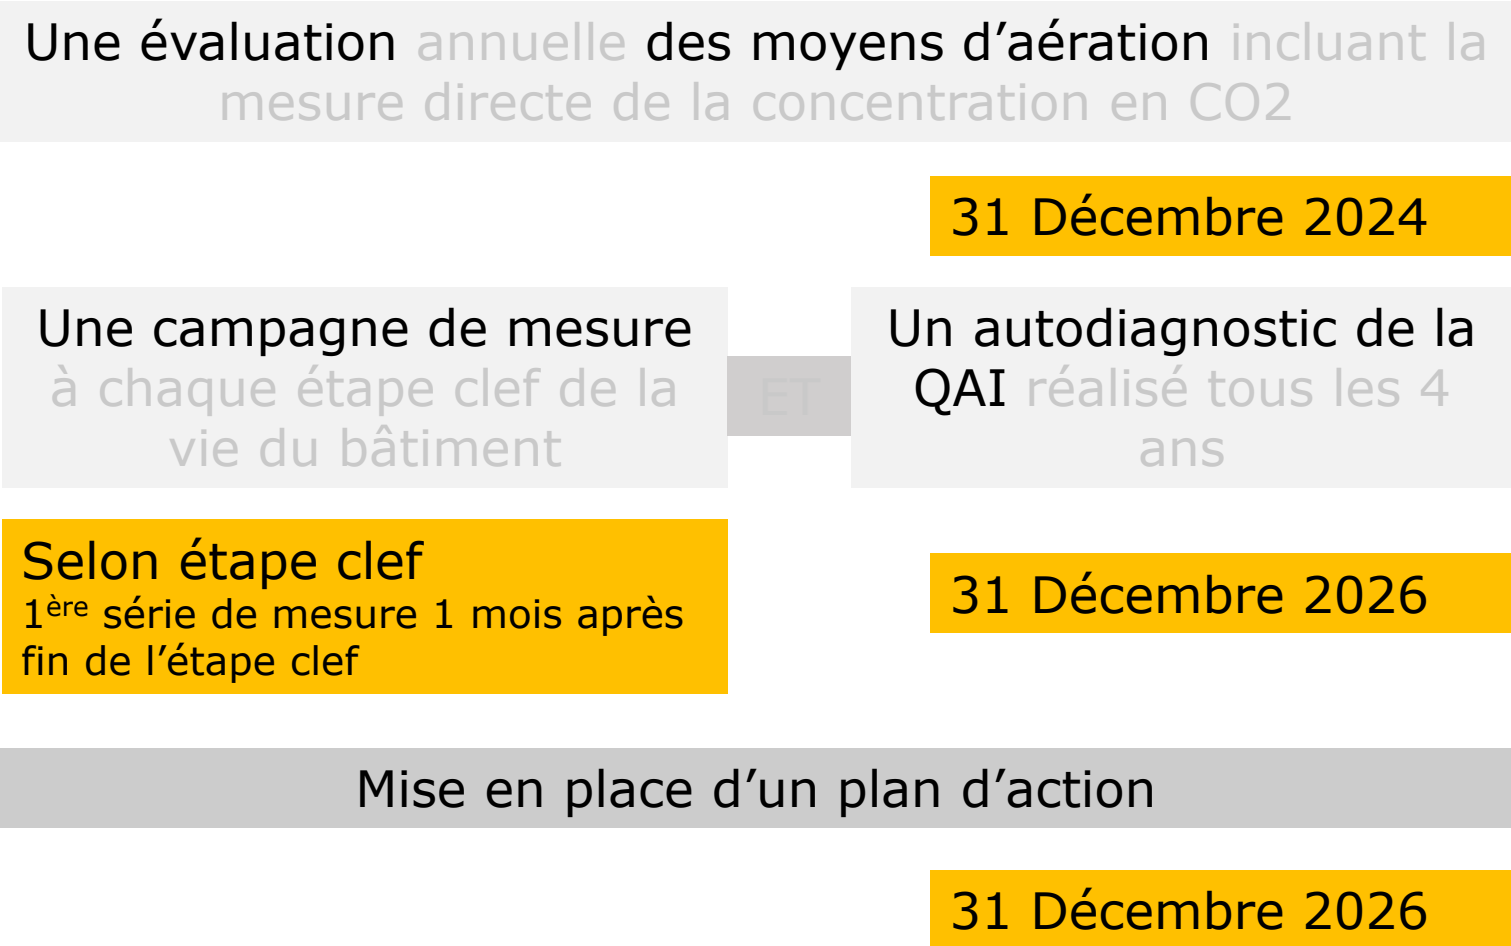 Une évaluation annuelle des moyens d’aération incluant la
mesure directe de la concentration en CO2
31 Décembre 2024
Une campagne de mesure
à chaque étape clef de la
vie du bâtiment
ET
Un autodiagnostic de la
QAI réalisé tous les 4
ans
Selon étape clef
1ère série de mesure 1 mois après
fin de l’étape clef
31 Décembre 2026
Mise en place d’un plan d’action
31 Décembre 2026